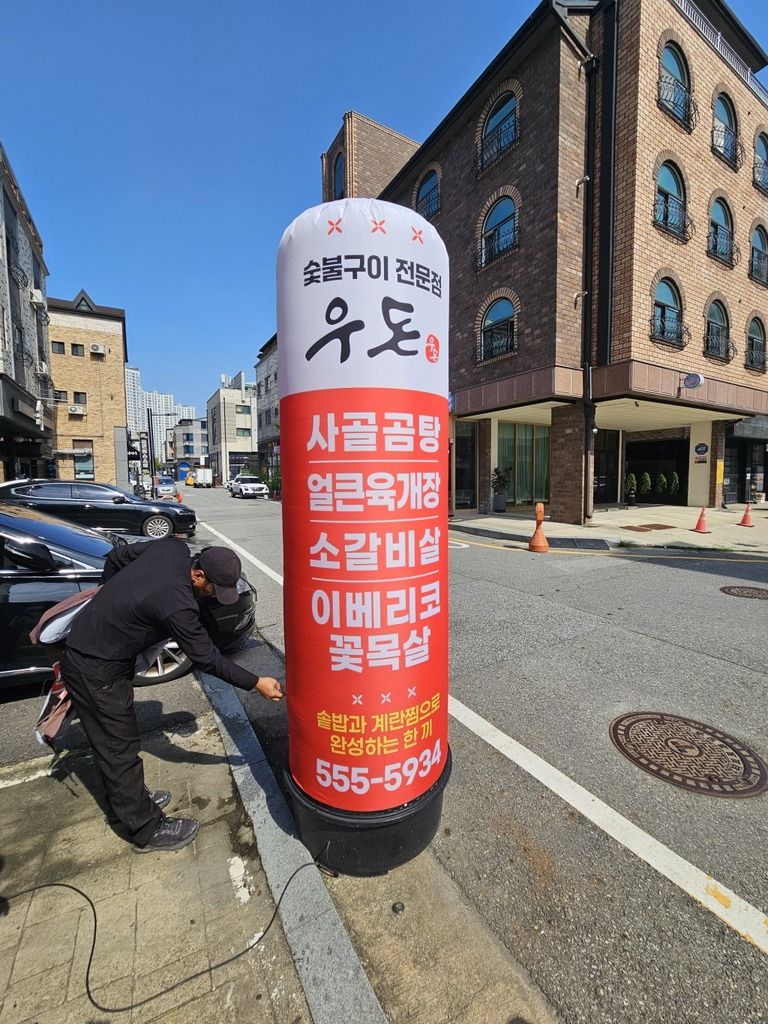 숯불구이 전문점
우돈
우돈
사골곰탕
얼큰육개장
소갈비살
이베리코
꽃목살
솥밥과 계란찜으로
완성하는 한 끼
555-5934